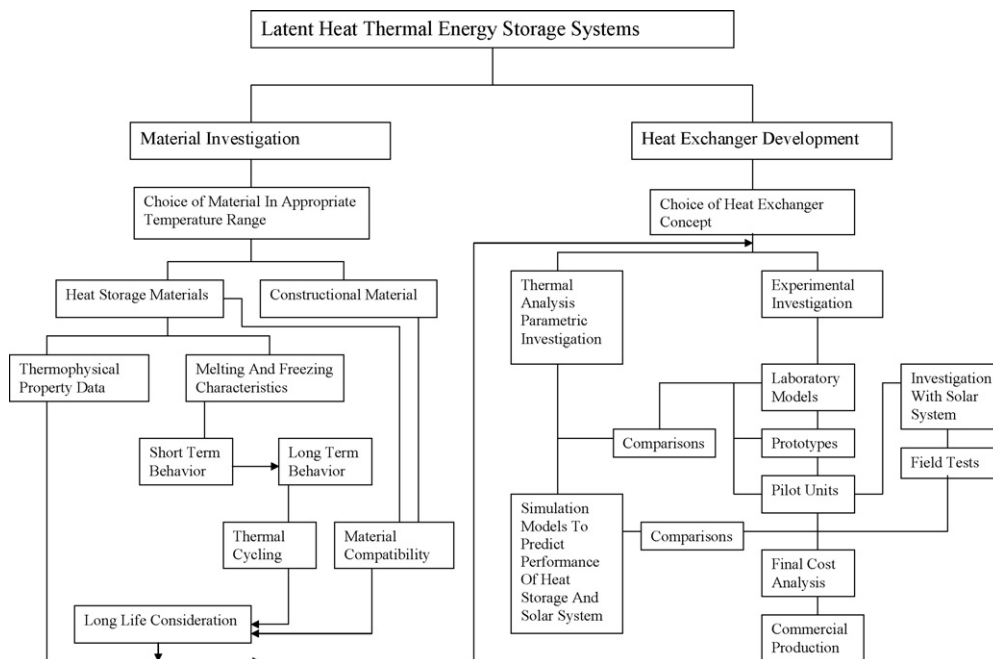 Latent Heat Thermal Energy Storage Systems
Material Investigation
Heat Exchanger Development
Choice of Material In Appropriate
Temperature Range
Choice of Heat Exchanger
Concept
Heat Storage Materials
Constructional Material
Thermal
Analysis
Parametric
Investigation
Experimental
Investigation
Thermophysical
Property Data
Melting And Freezing
Characteristics
Laboratory
Models
Investigation
With Solar
System
Short Term
Behavior
Long Term
Behavior
Comparisons
Prototypes
Field Tests
Pilot Units
Thermal
Cycling
Material
Compatibility
Simulation
Models To
Predict
Performance
Of Heat
Storage And
Solar System
Comparisons
Final Cost
Analysis
Long Life Consideration
Commercial
Production